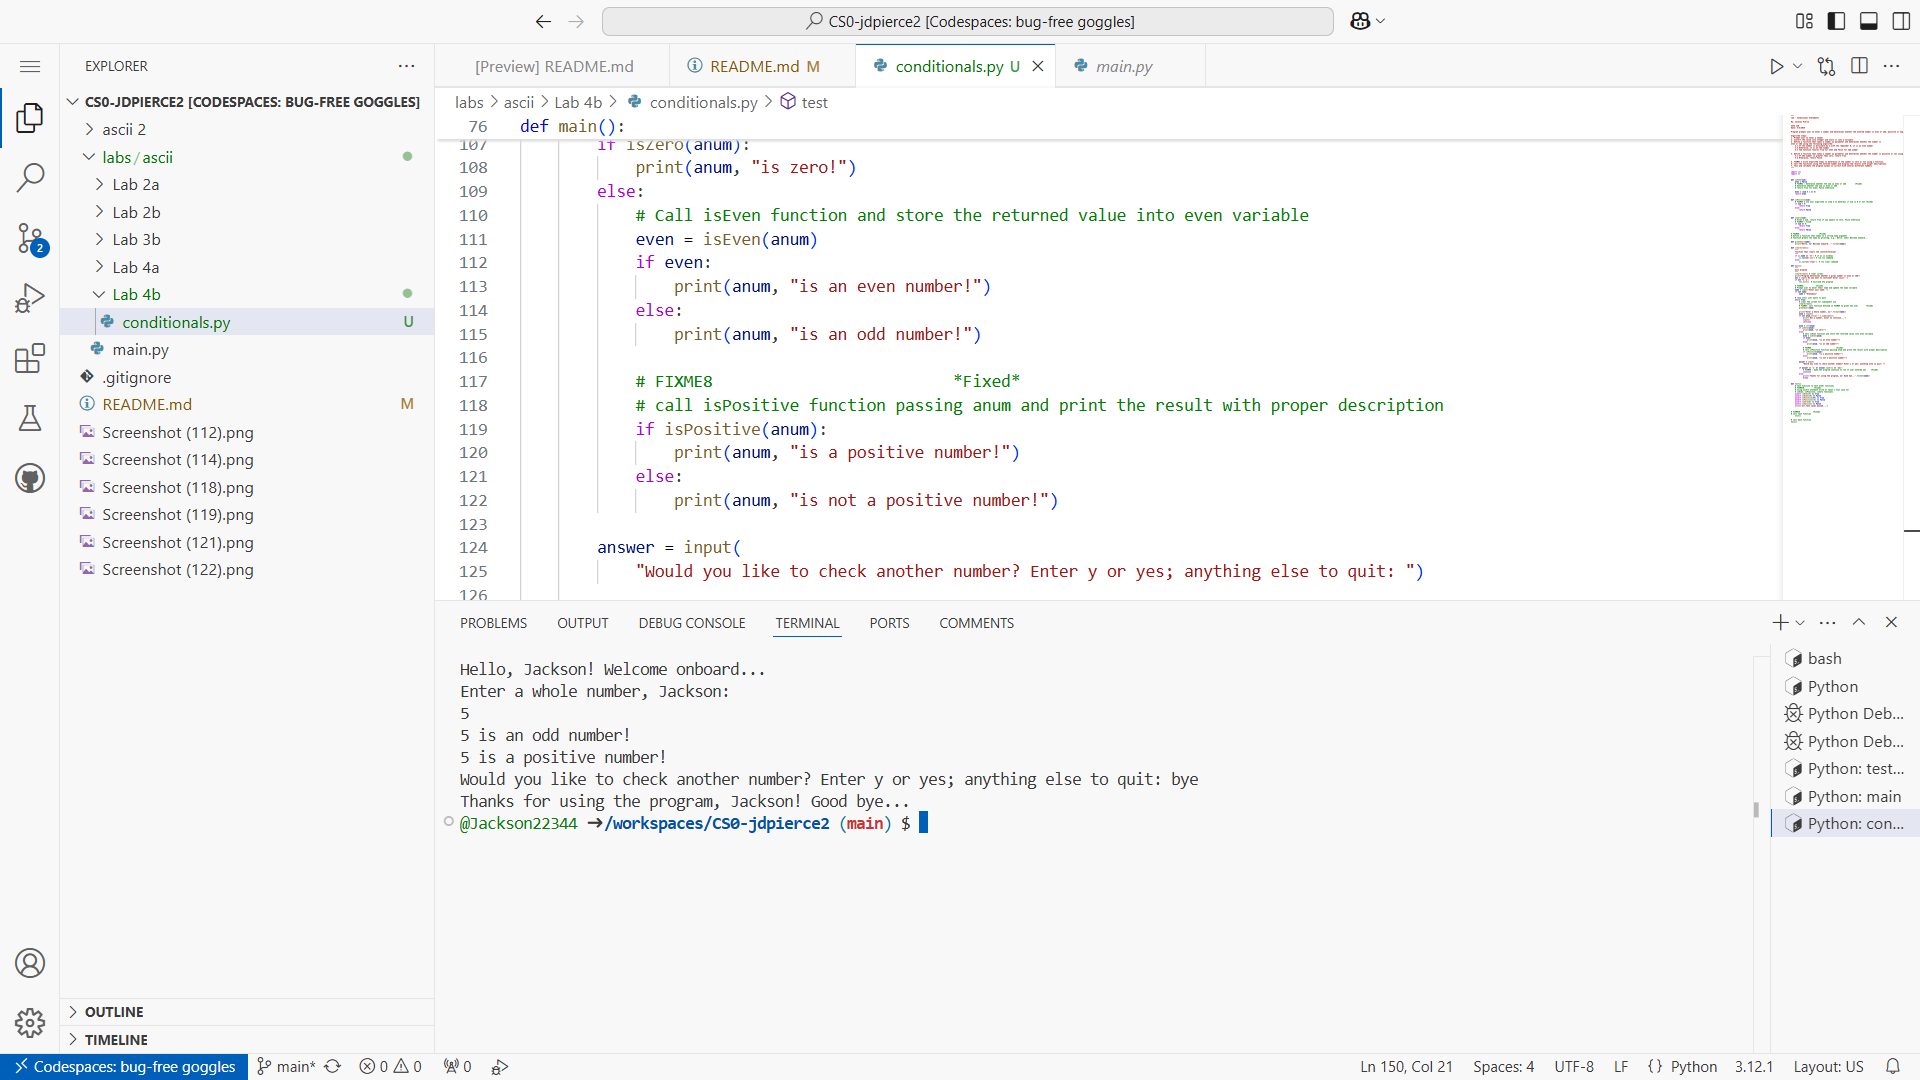 CS0-jdpierce2 [Codespaces: bug-free goggles]
EXPLORER
CS0-JDPIERCE2 [CODESPACES: BUG-FREE GOGGLES]
ascii 2
labs / ascii
Lab 2a
Lab 2b
Lab 3b
Lab 4a
Lab 4b
conditionals.py U
main.py
.gitignore
README.md M
Screenshot (112).png
Screenshot (114).png
Screenshot (118).png
Screenshot (119).png
Screenshot (121).png
Screenshot (122).png
OUTLINE
TIMELINE
2
[Preview] README.md
README.md M
conditionals.py U
main.py
labs > ascii > Lab 4b > conditionals.py > test
76 def main():
107 if isZero(anum):
108 print(anum, "is zero!")
109 else:
110 # Call isEven function and store the returned value into even variable
111 even = isEven(anum)
112 if even:
113 print(anum, "is an even number!")
114 else:
115 print(anum, "is an odd number!")
116
117 # FIXME8 *Fixed*
118 # call isPositive function passing anum and print the result with proper description
119 if isPositive(anum):
120 print(anum, "is a positive number!")
121 else:
122 print(anum, "is not a positive number!")
123
124 answer = input(
125 "Would you like to check another number? Enter y or yes; anything else to quit: ")
126
PROBLEMS OUTPUT DEBUG CONSOLE TERMINAL PORTS COMMENTS
Hello, Jackson! Welcome onboard...
Enter a whole number, Jackson:
5
5 is an odd number!
5 is a positive number!
Would you like to check another number? Enter y or yes; anything else to quit: bye
Thanks for using the program, Jackson! Good bye...
@Jackson22344 ➜/workspaces/CS0-jdpierce2 (main) $
bash
Python
Python Deb...
Python Deb...
Python: test...
Python: main
Python: con...
Codespaces: bug-free goggles main* 0 0 0 Ln 150, Col 21 Spaces: 4 UTF-8 LF {} Python 3.12.1 Layout: US